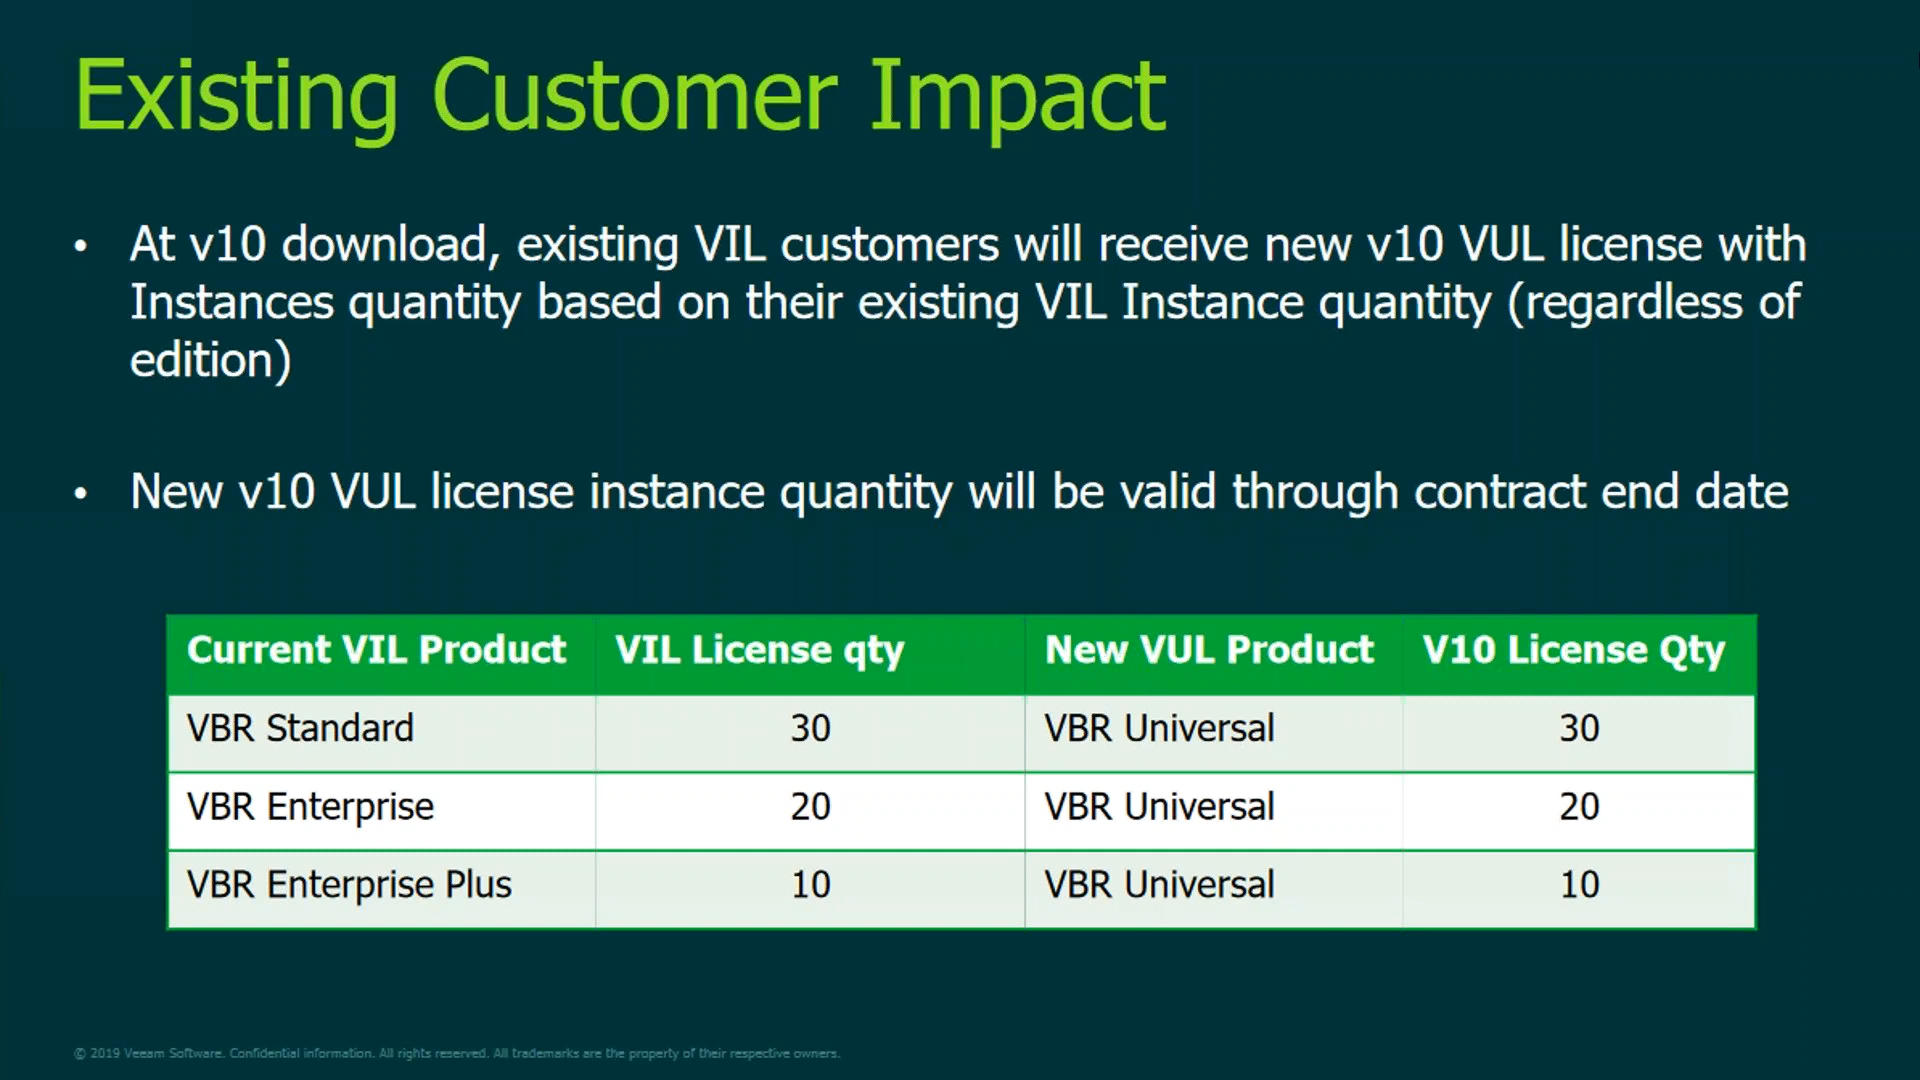 Existing Customer Impact
• At v10 download, existing VIL customers will receive new v10 VUL license with
Instances quantity based on their existing VIL Instance quantity (regardless of
edition)
• New v10 VUL license instance quantity will be valid through contract end date
Current VIL Product VIL License qty New VUL Product V10 License Qty
VBR Standard 30 VBR Universal 30
VBR Enterprise 20 VBR Universal 20
VBR Enterprise Plus 10 VBR Universal 10
© 2019 Veeam Software. Confidential information. All rights reserved. All trademarks are the property of their respective owners.